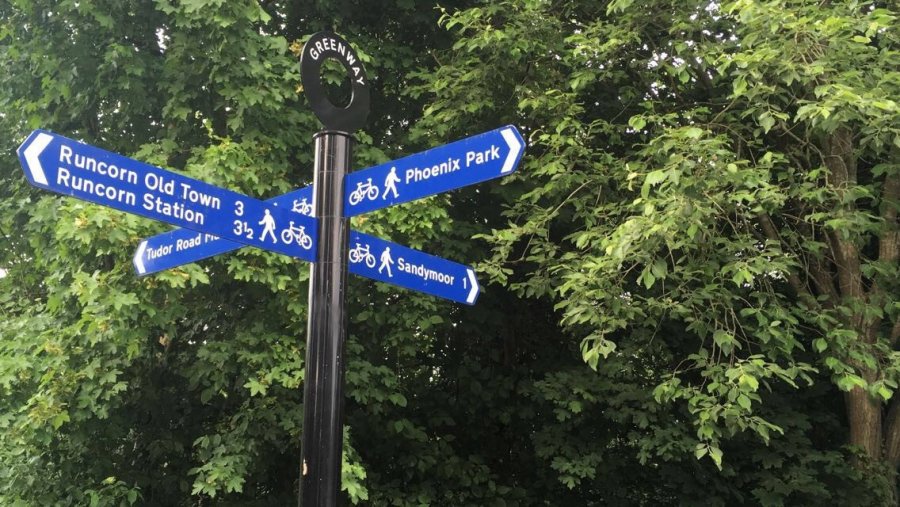 GREENWAY
Runcorn Old Town 3
Runcorn Station 3½
Phoenix Park
Tudor Road
Sandymoor 1